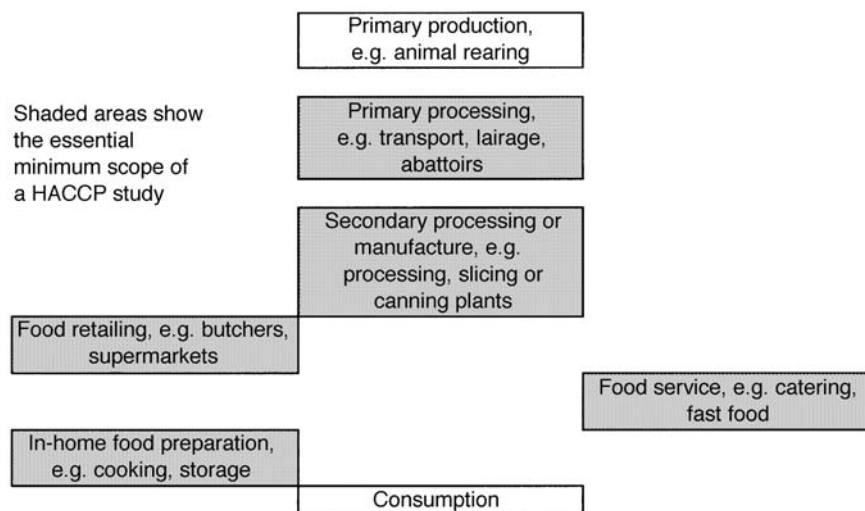 Primary production,
e.g. animal rearing
Shaded areas show
the essential
minimum scope of
a HACCP study
Primary processing,
e.g. transport, lairage,
abattoirs
Secondary processing or
manufacture, e.g.
processing, slicing or
canning plants
Food retailing, e.g. butchers,
supermarkets
Food service, e.g. catering,
fast food
In-home food preparation,
e.g. cooking, storage
Consumption